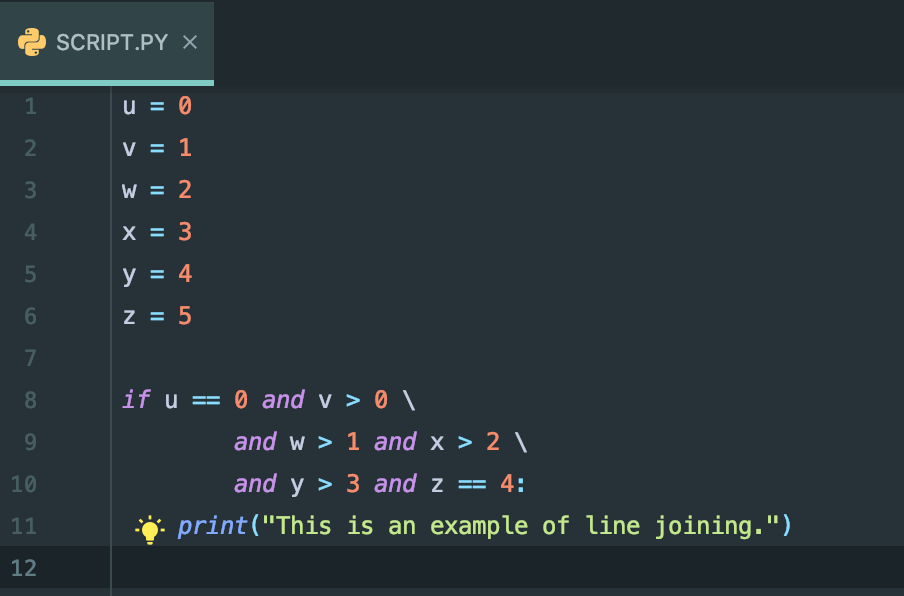 SCRIPT.PY ×
1 u = 0
2 v = 1
3 w = 2
4 x = 3
5 y = 4
6 z = 5
7
8 if u == 0 and v > 0 \
9         and w > 1 and x > 2 \
10         and y > 3 and z == 4:
11     print("This is an example of line joining.")
12